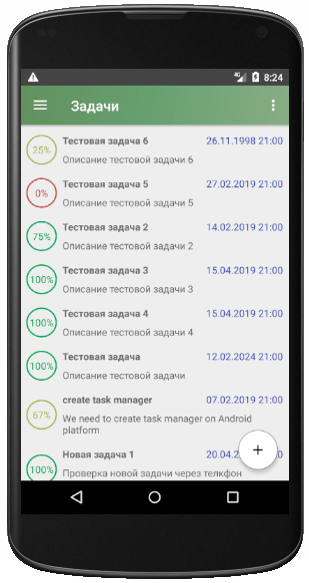 4G 8:24
Задачи
25% Тестовая задача 6 26.11.1998 21:00
Описание тестовой задачи 6
0% Тестовая задача 5 27.02.2019 21:00
Описание тестовой задачи 5
75% Тестовая задача 2 14.02.2019 21:00
Описание тестовой задачи 2
100% Тестовая задача 3 15.04.2019 21:00
Описание тестовой задачи 3
100% Тестовая задача 4 15.04.2019 21:00
Описание тестовой задачи 4
100% Тестовая задача 12.02.2024 21:00
Описание тестовой задачи
67% create task manager 07.02.2019 21:00
We need to create task manager on Android
platform
100% Новая задача 1 20.04.2 21:00
Проверка новой задачи через телкфон